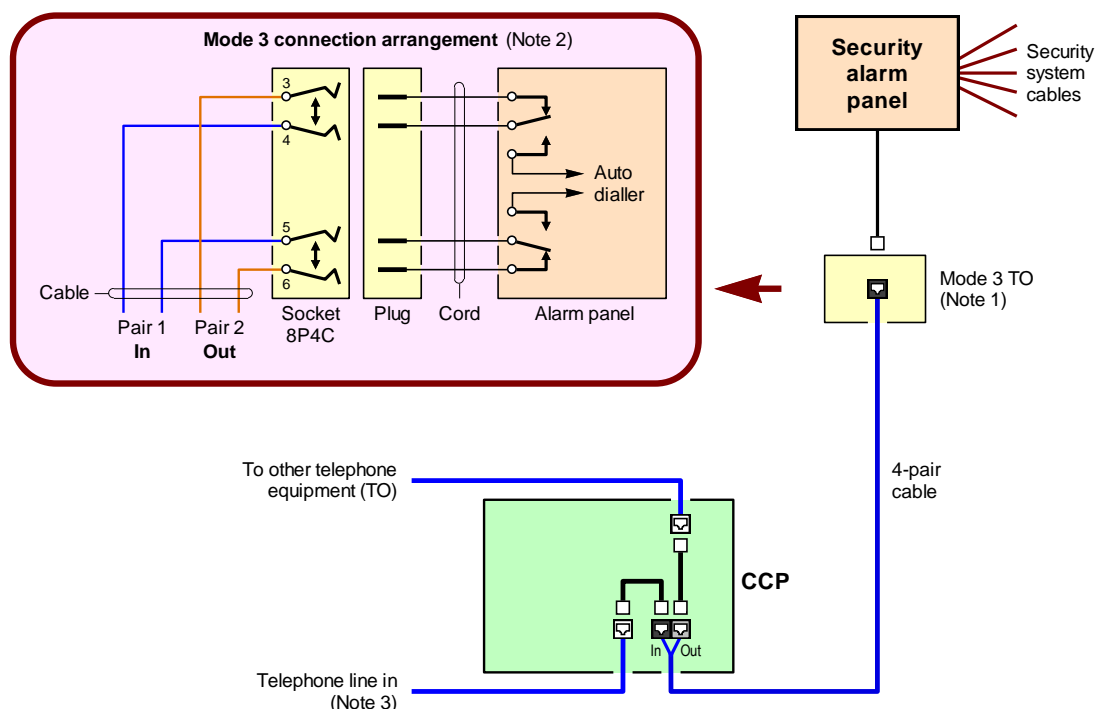 Mode 3 connection arrangement (Note 2)
3
4
5
6
Auto
dialler
Cable
Pair 1
In
Pair 2
Out
Socket
8P4C
Plug
Cord
Alarm panel
Security
alarm
panel
Security
system
cables
Mode 3 TO
(Note 1)
To other telephone
equipment (TO)
4-pair
cable
CCP
In
Out
Telephone line in
(Note 3)